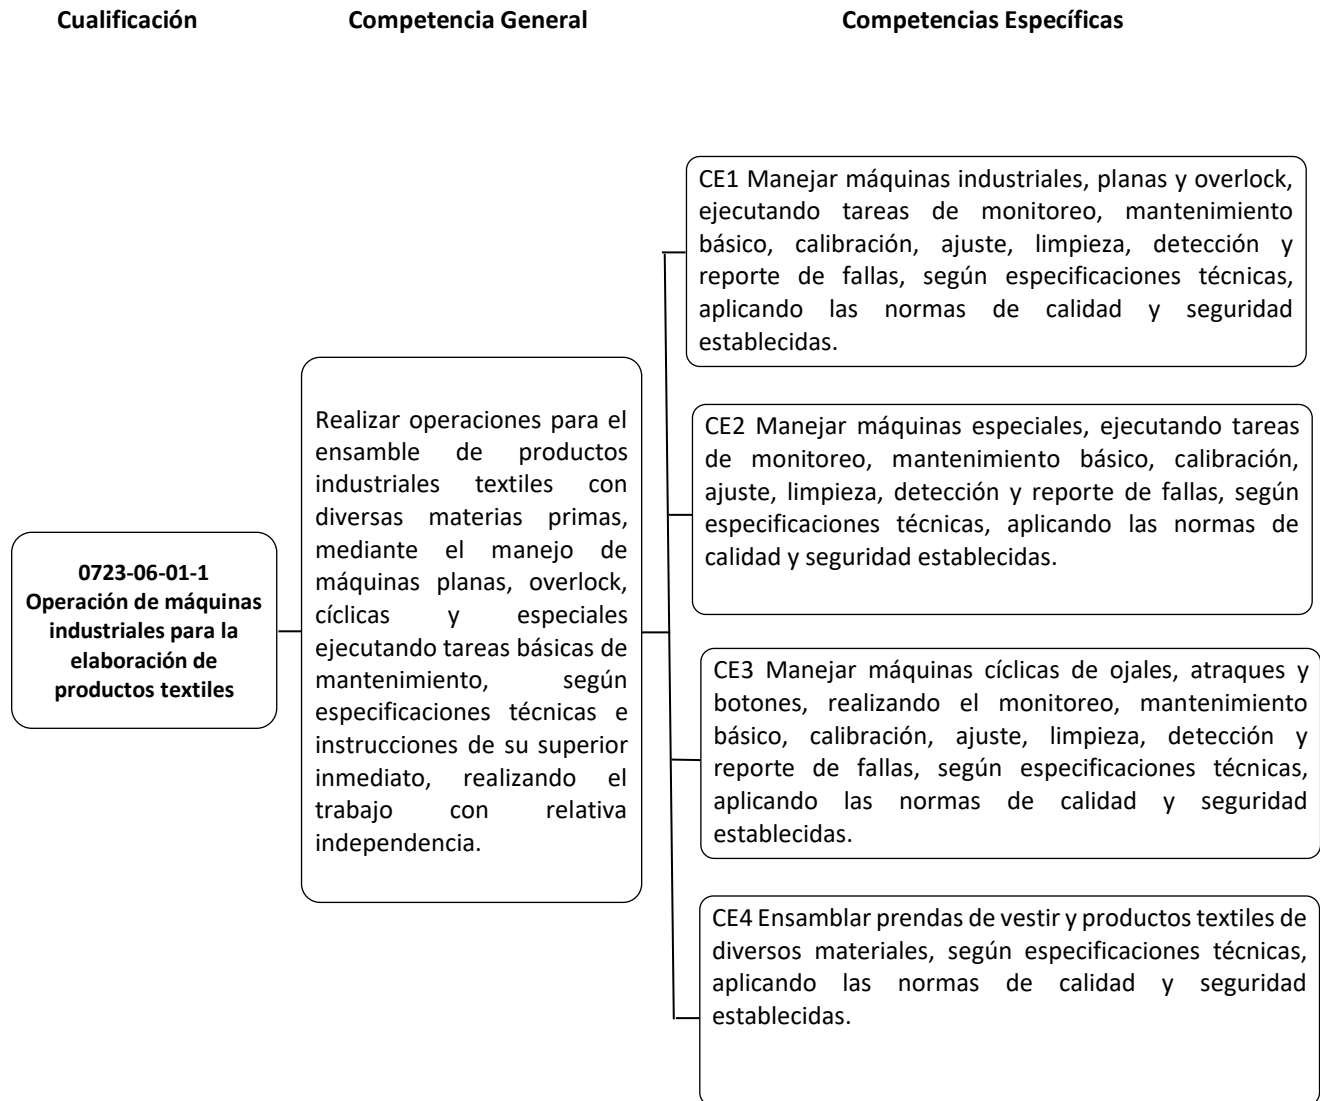 Cualificación
Competencia General
Competencias Específicas
0723-06-01-1
Operación de máquinas
industriales para la
elaboración de
productos textiles
Realizar operaciones para el
ensamble de productos
industriales textiles con
diversas materias primas,
mediante el manejo de
máquinas planas, overlock,
cíclicas y especiales
ejecutando tareas básicas de
mantenimiento, según
especificaciones técnicas e
instrucciones de su superior
inmediato, realizando el
trabajo con relativa
independencia.
CE1 Manejar máquinas industriales, planas y overlock,
ejecutando tareas de monitoreo, mantenimiento
básico, calibración, ajuste, limpieza, detección y
reporte de fallas, según especificaciones técnicas,
aplicando las normas de calidad y seguridad
establecidas.
CE2 Manejar máquinas especiales, ejecutando tareas
de monitoreo, mantenimiento básico, calibración,
ajuste, limpieza, detección y reporte de fallas, según
especificaciones técnicas, aplicando las normas de
calidad y seguridad establecidas.
CE3 Manejar máquinas cíclicas de ojales, atraques y
botones, realizando el monitoreo, mantenimiento
básico, calibración, ajuste, limpieza, detección y
reporte de fallas, según especificaciones técnicas,
aplicando las normas de calidad y seguridad
establecidas.
CE4 Ensamblar prendas de vestir y productos textiles de
diversos materiales, según especificaciones técnicas,
aplicando las normas de calidad y seguridad
establecidas.